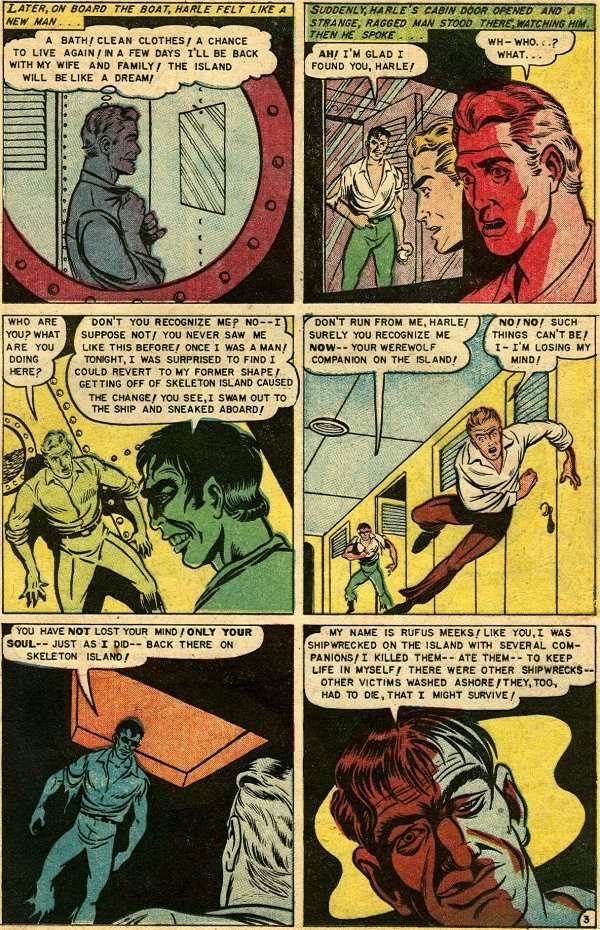 LATER, ON BOARD THE BOAT, HARLE FELT LIKE A
NEW MAN . . .
A BATH! CLEAN CLOTHES! A CHANCE
TO LIVE AGAIN! IN A FEW DAYS I'LL BE BACK
WITH MY WIFE AND FAMILY! THE ISLAND
WILL BE LIKE A DREAM!
SUDDENLY, HARLE'S CABIN DOOR OPENED AND A
STRANGE, RAGGED MAN STOOD THERE, WATCHING HIM.
THEN HE SPOKE . . .
AH! I'M GLAD I
FOUND YOU, HARLE!
WH- WHO...?
WHAT...
WHO ARE
YOU? WHAT
ARE YOU
DOING
HERE?
DON'T YOU RECOGNIZE ME? NO-- I
SUPPOSE NOT! YOU NEVER SAW ME
LIKE THIS BEFORE! ONCE I WAS A MAN!
TONIGHT, I WAS SURPRISED TO FIND I
COULD REVERT TO MY FORMER SHAPE!
GETTING OFF OF SKELETON ISLAND CAUSED
THE CHANGE! YOU SEE, I SWAM OUT TO
THE SHIP AND SNEAKED ABOARD!
DON'T RUN FROM ME, HARLE!
SURELY YOU RECOGNIZE ME
NOW-- YOUR WEREWOLF
COMPANION ON THE ISLAND!
NO! NO! SUCH
THINGS CAN'T BE!
I- I'M LOSING MY
MIND!
YOU HAVE NOT LOST YOUR MIND! ONLY YOUR
SOUL-- JUST AS I DID-- BACK THERE ON
SKELETON ISLAND!
MY NAME IS RUFUS MEEKS! LIKE YOU, I WAS
SHIPWRECKED ON THE ISLAND WITH SEVERAL COM-
PANIONS! I KILLED THEM-- ATE THEM-- TO KEEP
LIFE IN MYSELF! THERE WERE OTHER SHIPWRECKS--
OTHER VICTIMS WASHED ASHORE! THEY, TOO,
HAD TO DIE, THAT I MIGHT SURVIVE!
3